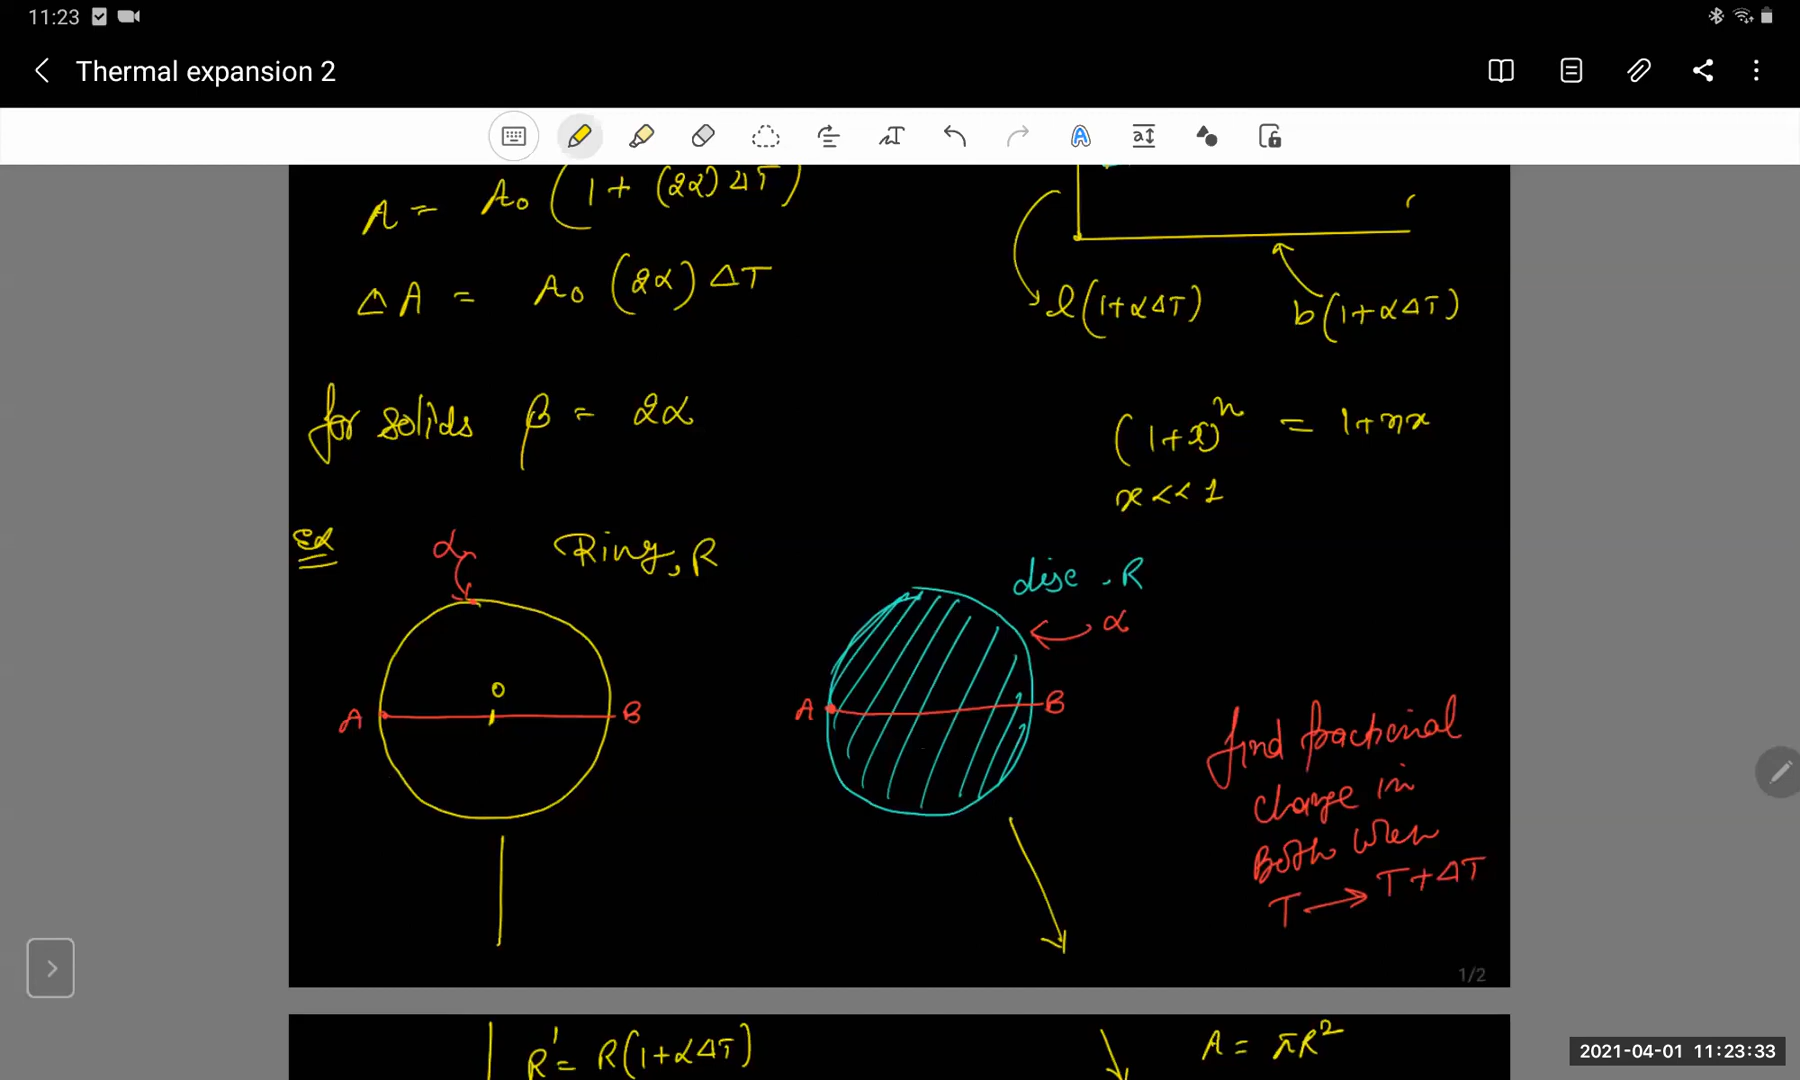 11:23
Thermal expansion 2
A = A₀ (1 + (2α) ΔT)
ΔA = A₀ (2α) ΔT
l(1+αΔT)
b(1+αΔT)
for solids β = 2α
(1+x)ⁿ = 1+nx
x << 1
Ex
α
Ring, R
disc, R
α
O
A
B
A
B
find fractional
change in
Both when
T → T+ΔT
1/2
R' = R(1+αΔT)
A = πR²
2021-04-01 11:23:33